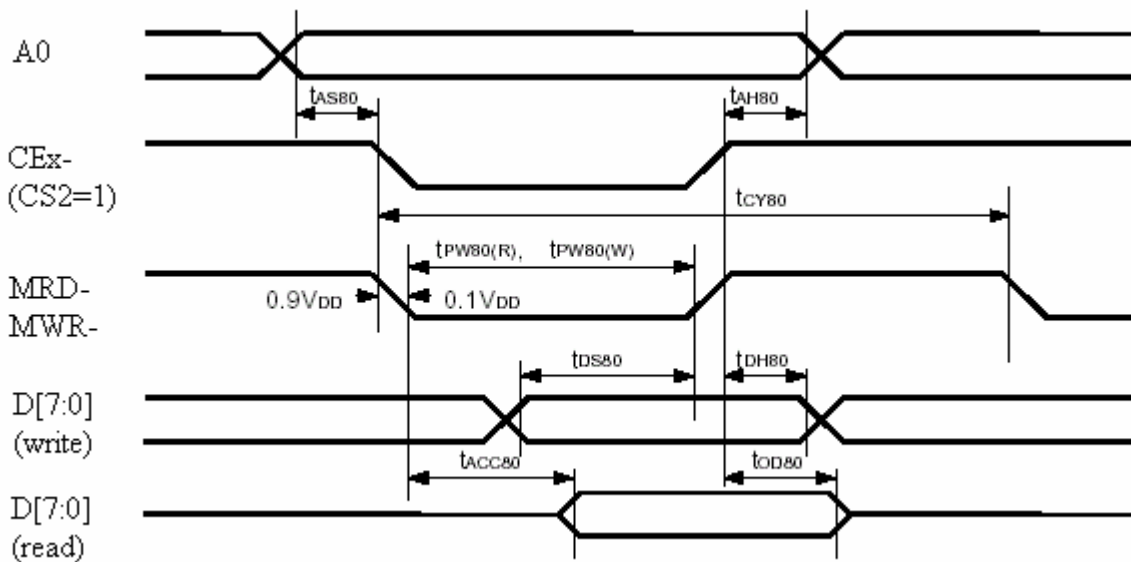 A0
tAS80 tAH80
CEx-
(CS2=1)
tCY80
tPW80(R), tPW80(W)
MRD-
MWR-
0.9VDD 0.1VDD
tDS80 tDH80
D[7:0]
(write)
tACC80 tOD80
D[7:0]
(read)